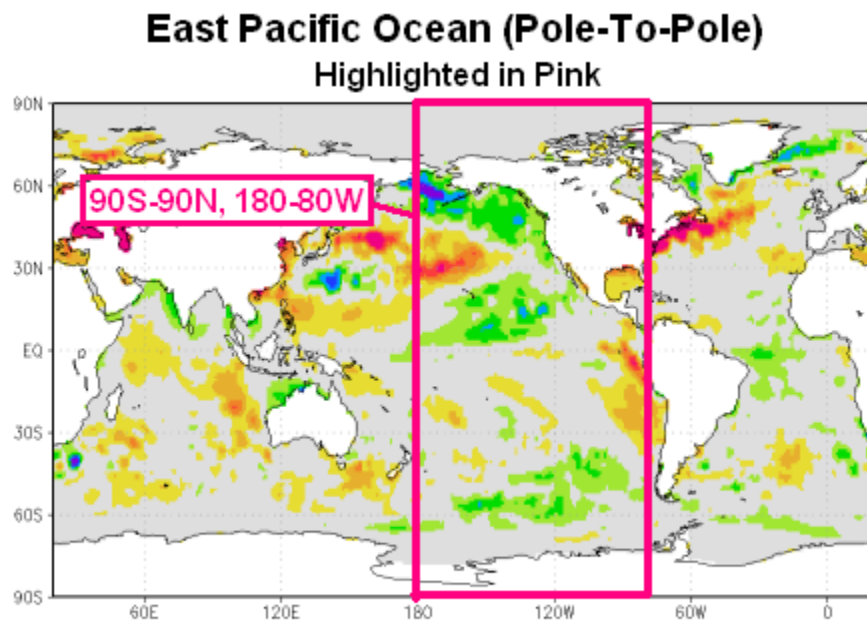 East Pacific Ocean (Pole-To-Pole)
Highlighted in Pink
90N
60N
90S-90N, 180-80W
30N
EQ
30S
60S
90S
60E
120E
180
120W
60W
0